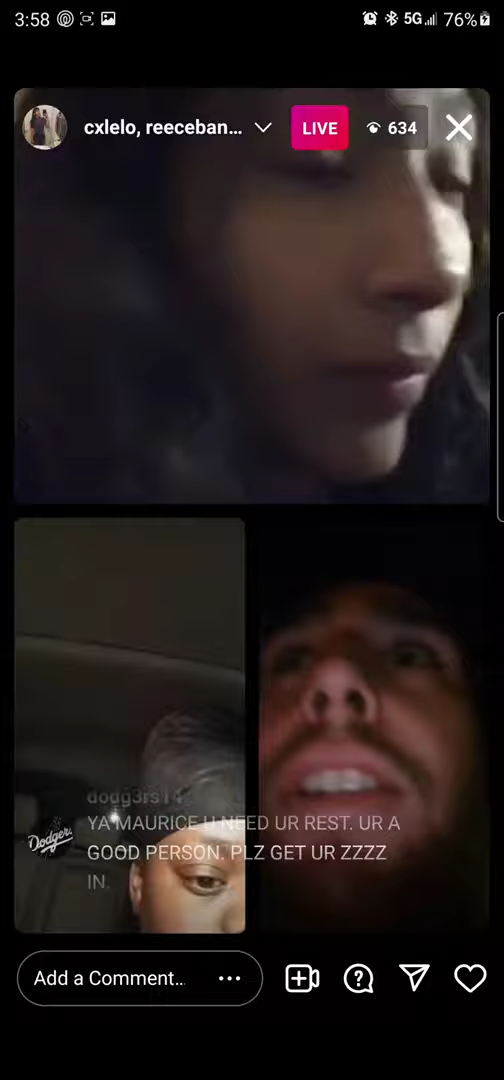 3:58
5G
76%
cxlelo, reeceban...
LIVE
634
dodg3rs14
Dodgers
YA MAURICE U NEED UR REST. UR A
GOOD PERSON. PLZ GET UR ZZZZ
IN.
Add a Comment...